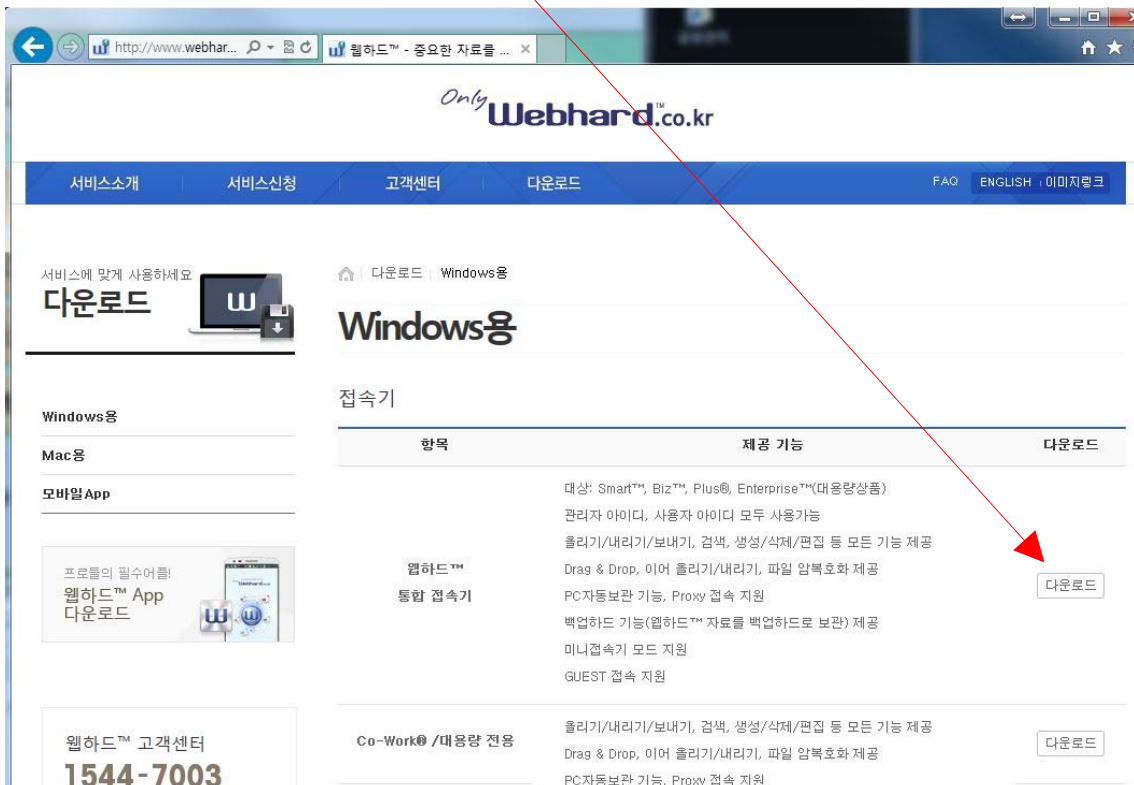 http://www.webhar...
웹하드™ - 중요한 자료를 ...
Only Webhard™.co.kr
서비스소개 서비스신청 고객센터 다운로드 FAQ ENGLISH 이미지링크
서비스에 맞게 사용하세요
다운로드
다운로드 Windows용
Windows용
접속기
Windows용
Mac용
모바일App
프로들의 필수어플!
웹하드™ App
다운로드
웹하드™ 고객센터
1544-7003
항목 제공 기능 다운로드
웹하드™
통합 접속기
대상: Smart™, Biz™, Plus®, Enterprise™(대용량상품)
관리자 아이디, 사용자 아이디 모두 사용가능
올리기/내리기/보내기, 검색, 생성/삭제/편집 등 모든 기능 제공
Drag & Drop, 이어 올리기/내리기, 파일 암복호화 제공
PC자동보관 기능, Proxy 접속 지원
백업하드 기능(웹하드™ 자료를 백업하드로 보관) 제공
미니접속기 모드 지원
GUEST 접속 지원
다운로드
Co-Work® /대용량 전용
올리기/내리기/보내기, 검색, 생성/삭제/편집 등 모든 기능 제공
Drag & Drop, 이어 올리기/내리기, 파일 암복호화 제공
PC자동보관 기능, Proxy 접속 지원
다운로드